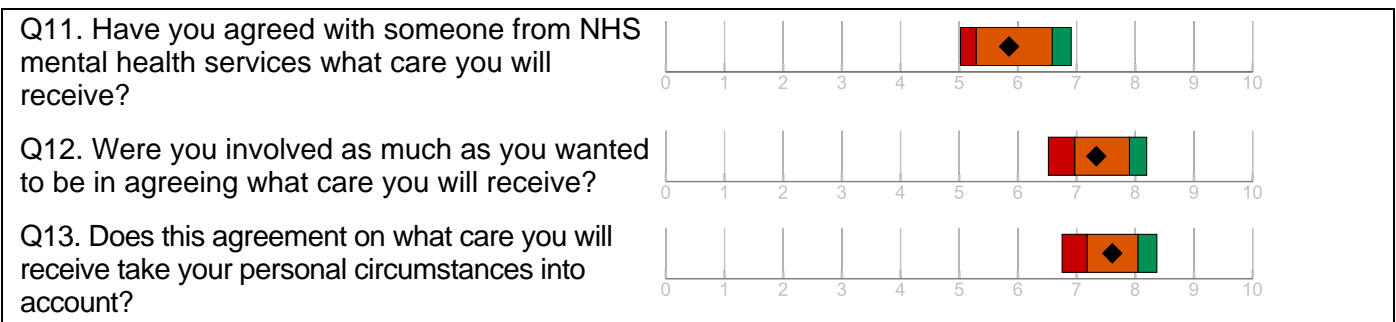 Q11. Have you agreed with someone from NHS
mental health services what care you will
receive?
0 1 2 3 4 5 6 7 8 9 10
Q12. Were you involved as much as you wanted
to be in agreeing what care you will receive?
0 1 2 3 4 5 6 7 8 9 10
Q13. Does this agreement on what care you will
receive take your personal circumstances into
account?
0 1 2 3 4 5 6 7 8 9 10